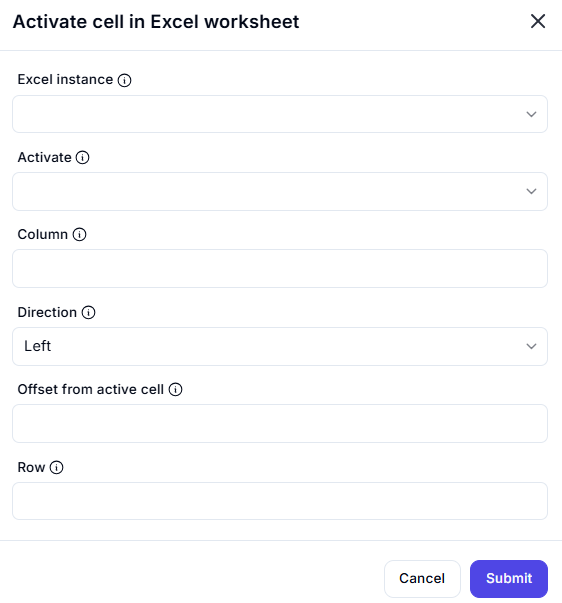 Activate cell in Excel worksheet
Excel instance
Activate
Column
Direction
Left
Offset from active cell
Row
Cancel Submit